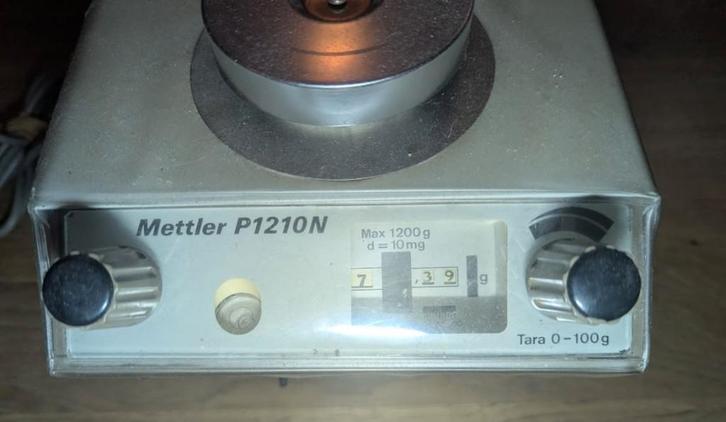 Mettler P1210N
Max 1200g
d = 10mg
7 ,39 g
Tara 0-100g